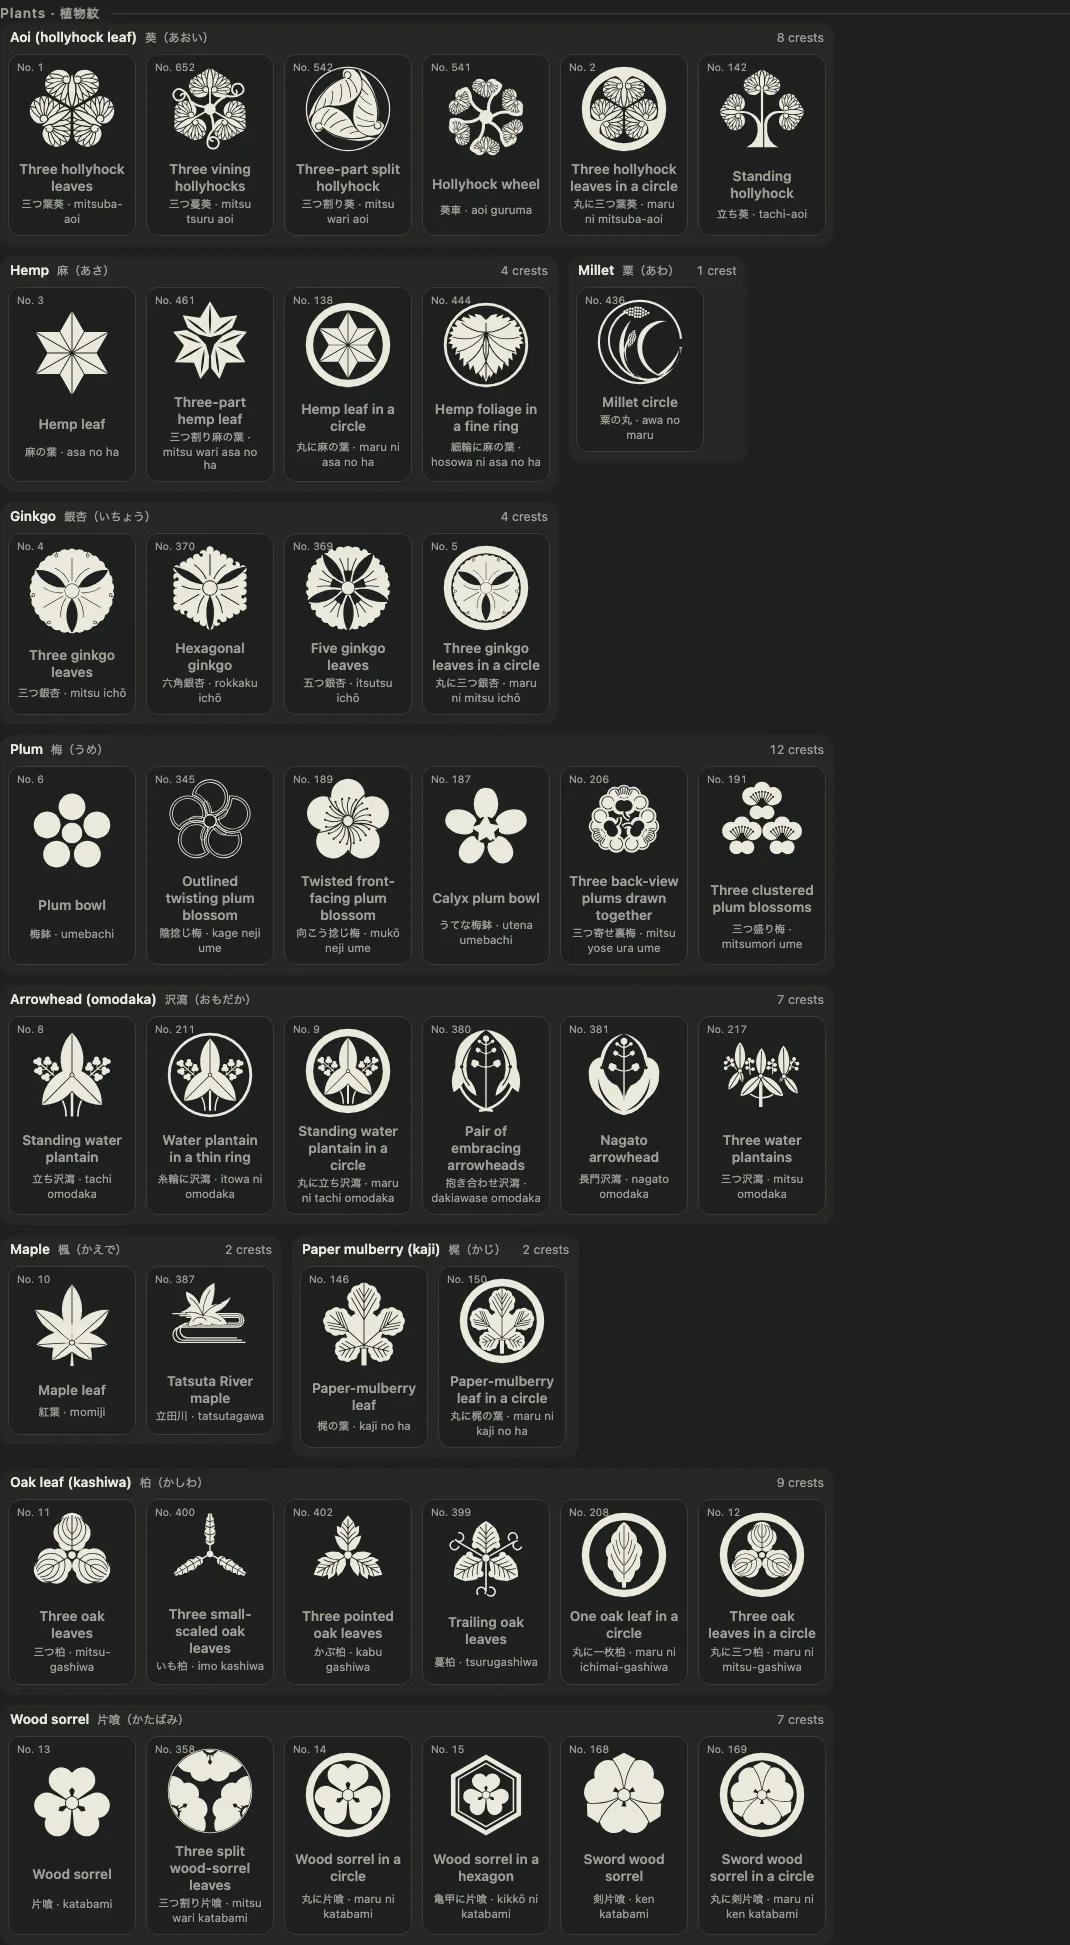 Plants · 植物紋
Aoi (hollyhock leaf) 葵（あおい） 8 crests
No. 1
Three hollyhock
leaves
三つ葉葵 · mitsuba-
aoi
No. 652
Three vining
hollyhocks
三つ蔓葵 · mitsu
tsuru aoi
No. 542
Three-part split
hollyhock
三つ割り葵 · mitsu
wari aoi
No. 541
Hollyhock wheel
葵車 · aoi guruma
No. 2
Three hollyhock
leaves in a circle
丸に三つ葉葵 · maru
ni mitsuba-aoi
No. 142
Standing
hollyhock
立ち葵 · tachi-aoi
Hemp 麻（あさ） 4 crests
No. 3
Hemp leaf
麻の葉 · asa no ha
No. 461
Three-part
hemp leaf
三つ割り麻の葉 ·
mitsu wari asa no
ha
No. 138
Hemp leaf in a
circle
丸に麻の葉 · maru ni
asa no ha
No. 444
Hemp foliage in
a fine ring
細輪に麻の葉 ·
hosowa ni asa no ha
Millet 粟（あわ） 1 crest
No. 436
Millet circle
粟の丸 · awa no
maru
Ginkgo 銀杏（いちょう） 4 crests
No. 4
Three ginkgo
leaves
三つ銀杏 · mitsu ichō
No. 370
Hexagonal
ginkgo
六角銀杏 · rokkaku
ichō
No. 369
Five ginkgo
leaves
五つ銀杏 · itsutsu
ichō
No. 5
Three ginkgo
leaves in a circle
丸に三つ銀杏 · maru
ni mitsu ichō
Plum 梅（うめ） 12 crests
No. 6
Plum bowl
梅鉢 · umebachi
No. 345
Outlined
twisting plum
blossom
陰捻じ梅 · kage neji
ume
No. 189
Twisted front-
facing plum
blossom
向こう捻じ梅 · mukō
neji ume
No. 187
Calyx plum bowl
うてな梅鉢 · utena
umebachi
No. 206
Three back-view
plums drawn
together
三つ寄せ裏梅 · mitsu
yose ura ume
No. 191
Three clustered
plum blossoms
三つ盛り梅 ·
mitsumori ume
Arrowhead (omodaka) 沢瀉（おもだか） 7 crests
No. 8
Standing water
plantain
立ち沢瀉 · tachi
omodaka
No. 211
Water plantain
in a thin ring
糸輪に沢瀉 · itowa ni
omodaka
No. 9
Standing water
plantain in a
circle
丸に立ち沢瀉 · maru
ni tachi omodaka
No. 380
Pair of
embracing
arrowheads
抱き合わせ沢瀉 ·
dakiawase omodaka
No. 381
Nagato
arrowhead
長門沢瀉 · nagato
omodaka
No. 217
Three water
plantains
三つ沢瀉 · mitsu
omodaka
Maple 楓（かえで） 2 crests
No. 10
Maple leaf
紅葉 · momiji
No. 387
Tatsuta River
maple
立田川 · tatsutagawa
Paper mulberry (kaji) 梶（かじ） 2 crests
No. 146
Paper-mulberry
leaf
梶の葉 · kaji no ha
No. 150
Paper-mulberry
leaf in a circle
丸に梶の葉 · maru ni
kaji no ha
Oak leaf (kashiwa) 柏（かしわ） 9 crests
No. 11
Three oak
leaves
三つ柏 · mitsu-
gashiwa
No. 400
Three small-
scaled oak
leaves
いも柏 · imo kashiwa
No. 402
Three pointed
oak leaves
かぶ柏 · kabu
gashiwa
No. 399
Trailing oak
leaves
蔓柏 · tsurugashiwa
No. 208
One oak leaf in a
circle
丸に一枚柏 · maru ni
ichimai-gashiwa
No. 12
Three oak
leaves in a circle
丸に三つ柏 · maru ni
mitsu-gashiwa
Wood sorrel 片喰（かたばみ） 7 crests
No. 13
Wood sorrel
片喰 · katabami
No. 358
Three split
wood-sorrel
leaves
三つ割り片喰 · mitsu
wari katabami
No. 14
Wood sorrel in a
circle
丸に片喰 · maru ni
katabami
No. 15
Wood sorrel in a
hexagon
亀甲に片喰 · kikkō ni
katabami
No. 168
Sword wood
sorrel
剣片喰 · ken
katabami
No. 169
Sword wood
sorrel in a circle
丸に剣片喰 · maru ni
ken katabami